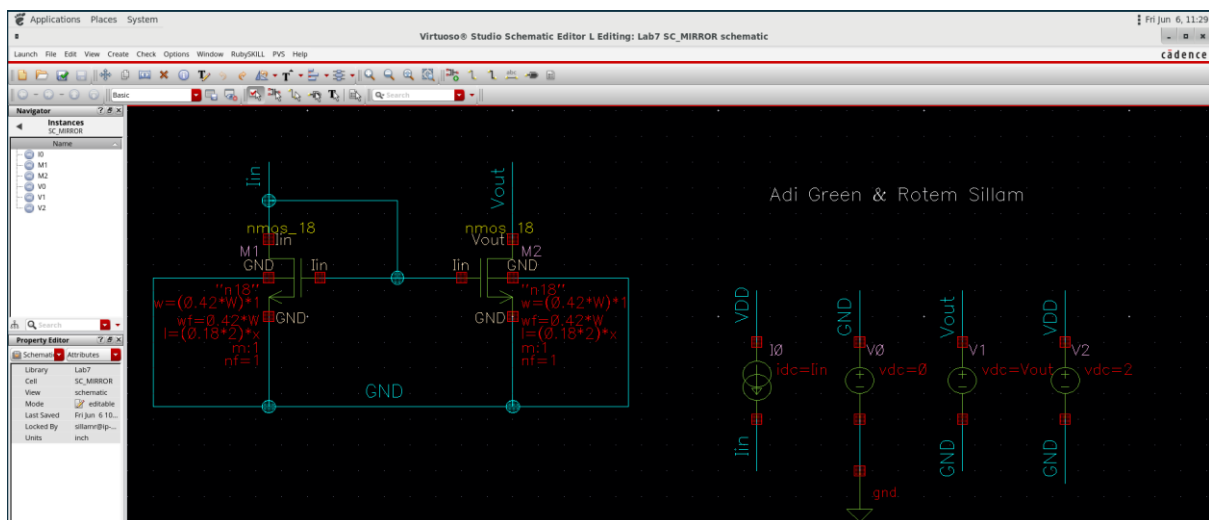 Applications Places System
Fri Jun 6, 11:29
Virtuoso® Studio Schematic Editor L Editing: Lab7 SC_MIRROR schematic
Launch File Edit View Create Check Options Window RubySKILL PVS Help
cādence
Basic
Search
Navigator
Instances
SC_MIRROR
Name
I0
M1
M2
V0
V1
V2
Search
Property Editor
Schemati Attributes
Library Lab7
Cell SC_MIRROR
View schematic
Mode editable
Last Saved Fri Jun 6 10...
Locked By sillamr@ip-...
Units inch
Iin
Vout
Adi Green & Rotem Sillam
nmos_18
nmos_18
Iin
Vout
M1
M2
GND
Iin
Iin
GND
"n18"
"n18"
w=(0.42*W)*1
w=(0.42*W)*1
GND
GND
wf=0.42*W
wf=0.42*W
l=(0.18*2)*x
l=(0.18*2)*x
m:1
m:1
nf=1
nf=1
GND
VDD
GND
Vout
VDD
I0
V0
V1
V2
idc=Iin
vdc=0
vdc=Vout
vdc=2
Iin
GND
GND
gnd